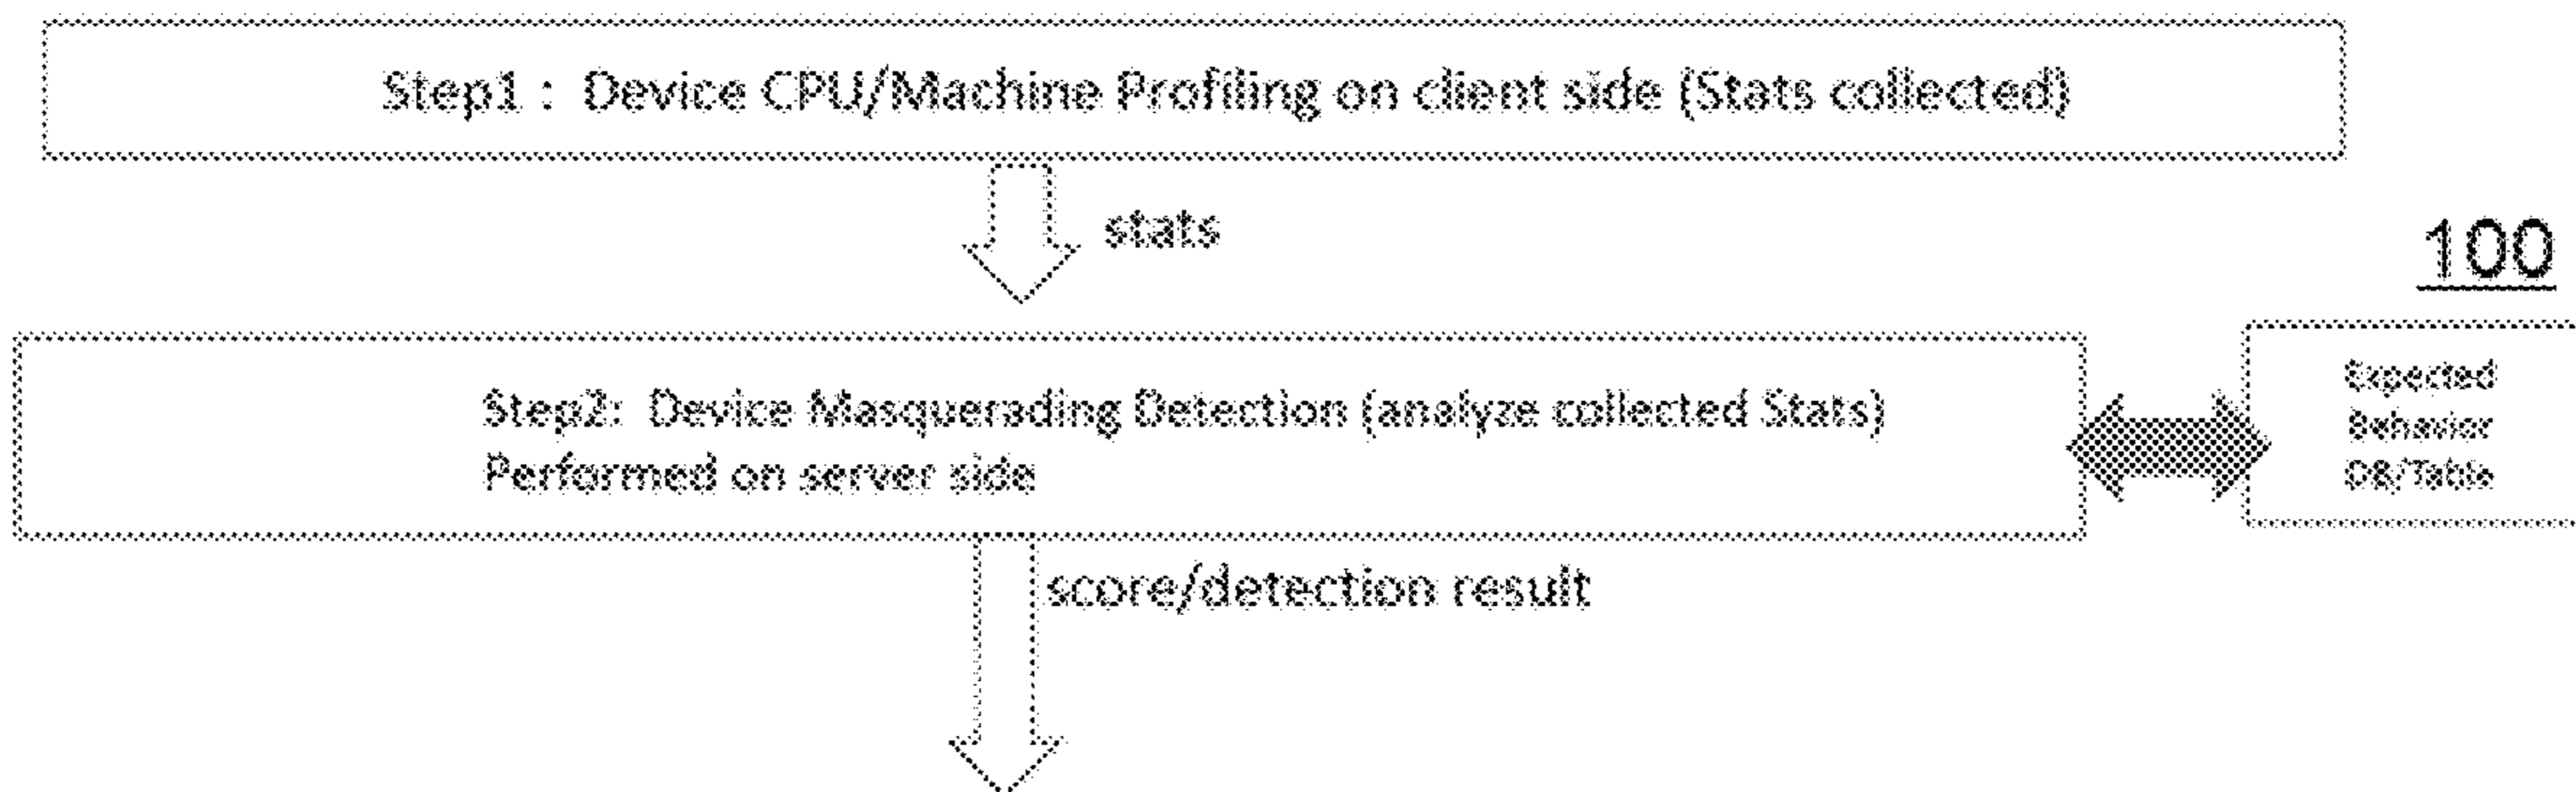 Step1 : Device CPU/Machine Profiling on client side (Stats collected)
stats
100
Step2: Device Masquerading Detection (analyze collected Stats)
Performed on server side
Expected
Behavior
DB/Table
score/detection result